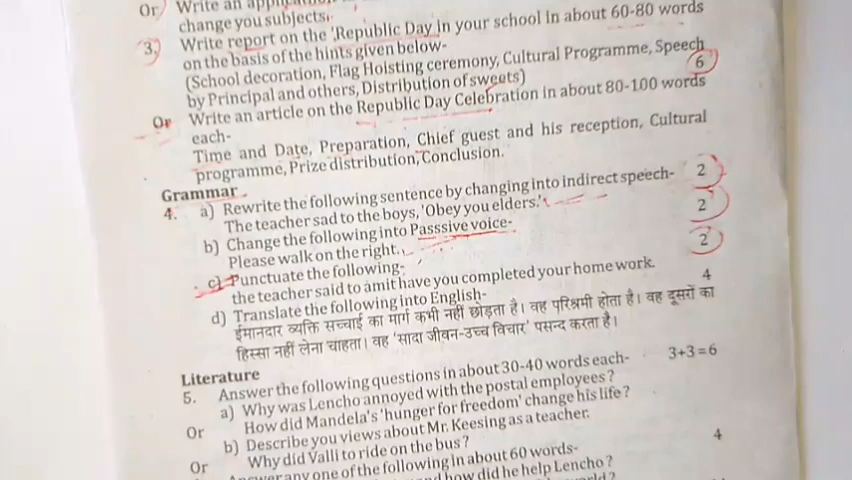 Or Write an application
change you subjects.
3. Write report on the 'Republic Day in your school in about 60-80 words
on the basis of the hints given below-
(School decoration, Flag Hoisting ceremony, Cultural Programme, Speech
by Principal and others, Distribution of sweets) 6
Or Write an article on the Republic Day Celebration in about 80-100 words
each-
Time and Date, Preparation, Chief guest and his reception, Cultural
programme, Prize distribution, Conclusion.
Grammar
4. a) Rewrite the following sentence by changing into indirect speech- 2
The teacher sad to the boys, 'Obey you elders.'
b) Change the following into Passsive voice- 2
Please walk on the right.
c) Punctuate the following- 2
the teacher said to amit have you completed your home work.
d) Translate the following into English- 4
ईमानदार व्यक्ति सच्चाई का मार्ग कभी नहीं छोड़ता है। वह परिश्रमी होता है। वह दूसरों का
हिस्सा नहीं लेना चाहता। वह 'सादा जीवन-उच्च विचार' पसन्द करता है।
Literature
5. Answer the following questions in about 30-40 words each- 3+3=6
a) Why was Lencho annoyed with the postal employees?
Or How did Mandela's 'hunger for freedom' change his life?
b) Describe you views about Mr. Keesing as a teacher.
Or Why did Valli to ride on the bus?
Answer any one of the following in about 60 words- 4
and how did he help Lencho?